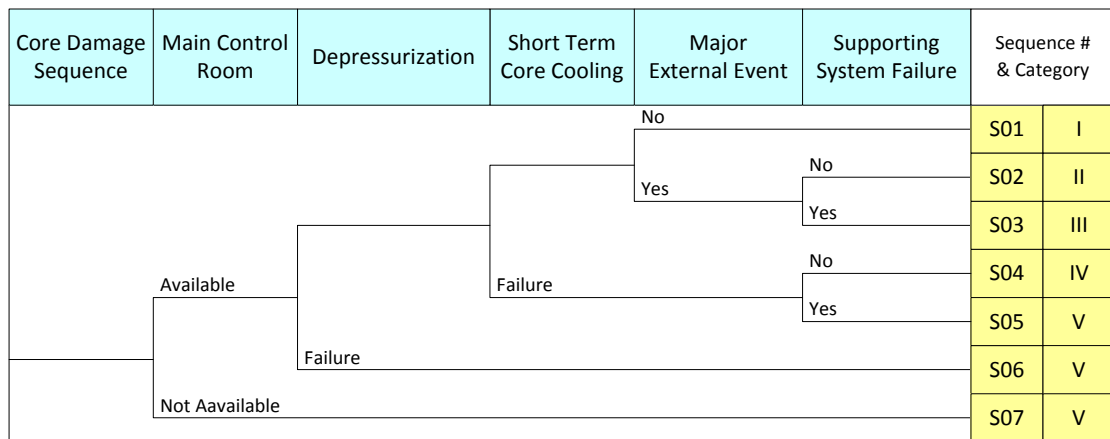 Core Damage
Sequence
Main Control
Room
Depressurization
Short Term
Core Cooling
Major
External Event
Supporting
System Failure
Sequence #
& Category
No
S01 I
No
S02 II
Yes
Yes
S03 III
No
S04 IV
Available
Failure
Yes
S05 V
Failure
S06 V
Not Aavailable
S07 V